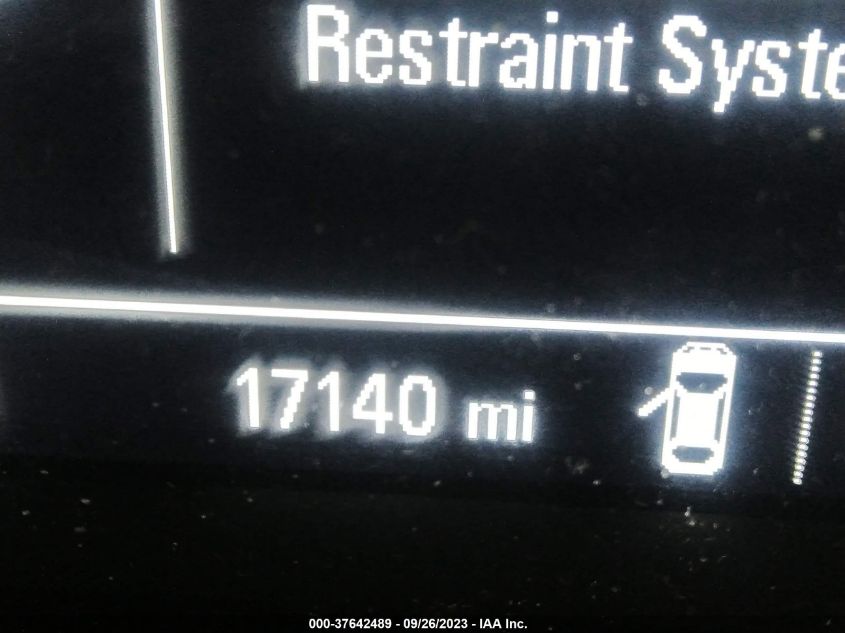 Restraint Syste
17140 mi
000-37642489 - 09/26/2023 - IAA Inc.